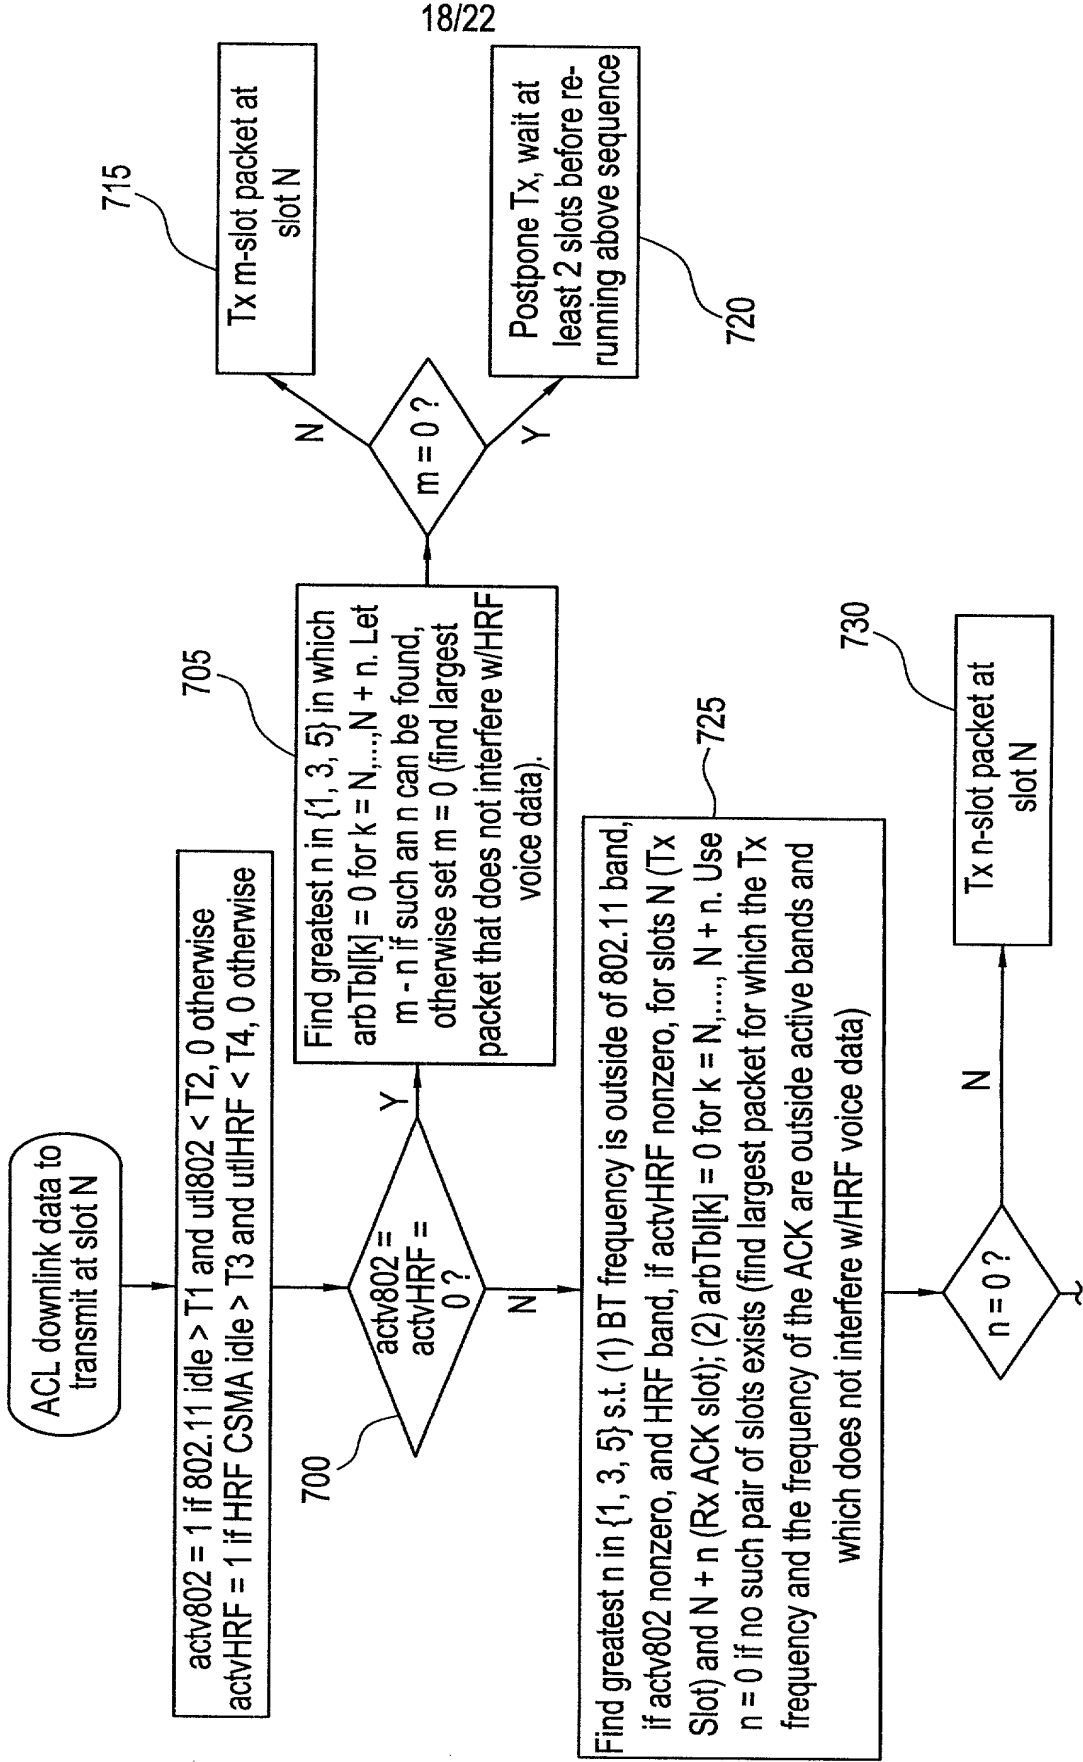 18/22
ACL downlink data to
transmit at slot N
actv802 = 1 if 802.11 idle > T1 and utl802 < T2, 0 otherwise
actvHRF = 1 if HRF CSMA idle > T3 and utlHRF < T4, 0 otherwise
700
actv802 =
actvHRF =
0 ?
Y
N
705
Find greatest n in {1, 3, 5} in which
arbTbl[k] = 0 for k = N,...,N + n. Let
m - n if such an n can be found,
otherwise set m = 0 (find largest
packet that does not interfere w/HRF
voice data).
m = 0 ?
N
Y
715
Tx m-slot packet at
slot N
Postpone Tx, wait at
least 2 slots before re-
running above sequence
720
725
Find greatest n in {1, 3, 5} s.t. (1) BT frequency is outside of 802.11 band,
if actv802 nonzero, and HRF band, if actvHRF nonzero, for slots N (Tx
Slot) and N + n (Rx ACK slot); (2) arbTbl[k] = 0 for k = N,...., N + n. Use
n = 0 if no such pair of slots exists (find largest packet for which the Tx
frequency and the frequency of the ACK are outside active bands and
which does not interfere w/HRF voice data)
n = 0 ?
N
730
Tx n-slot packet at
slot N